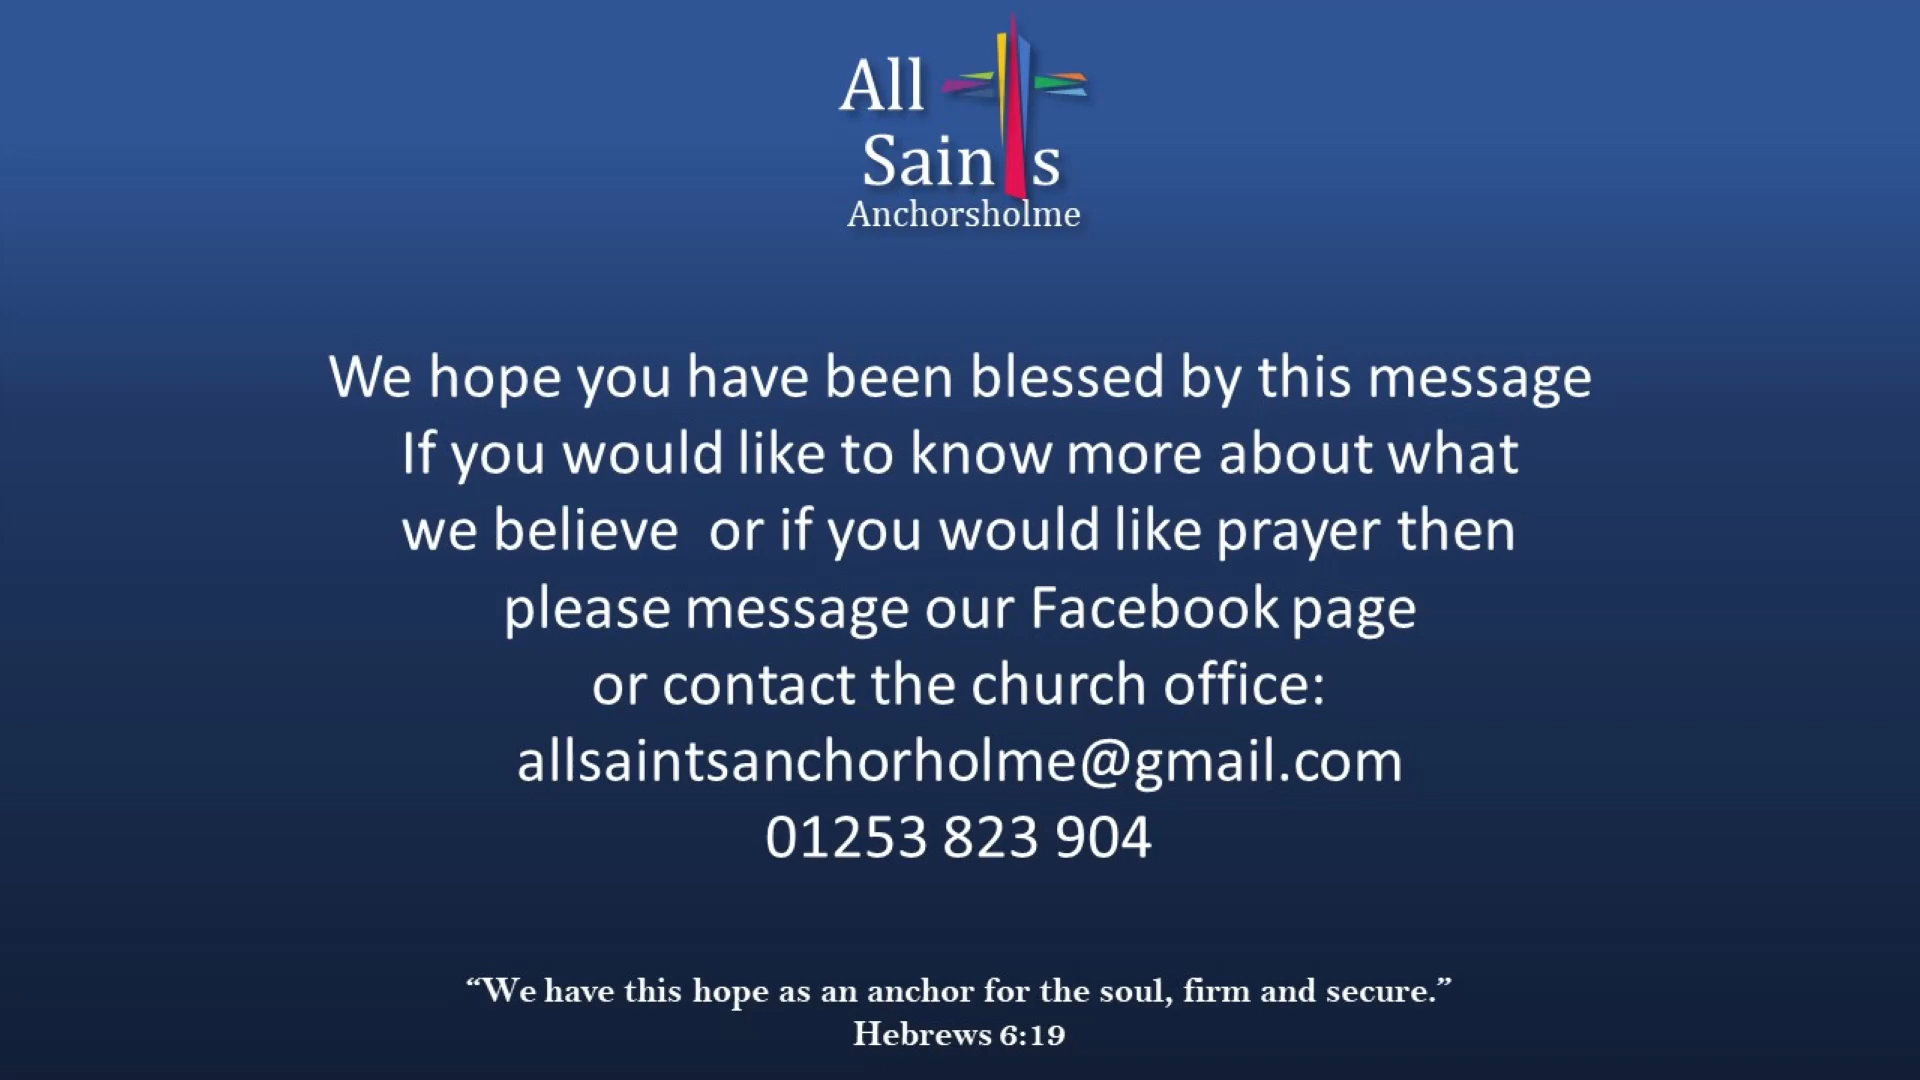 All
Saints
Anchorsholme
We hope you have been blessed by this message
If you would like to know more about what
we believe  or if you would like prayer then
please message our Facebook page
or contact the church office:
allsaintsanchorholme@gmail.com
01253 823 904
“We have this hope as an anchor for the soul, firm and secure.”
Hebrews 6:19